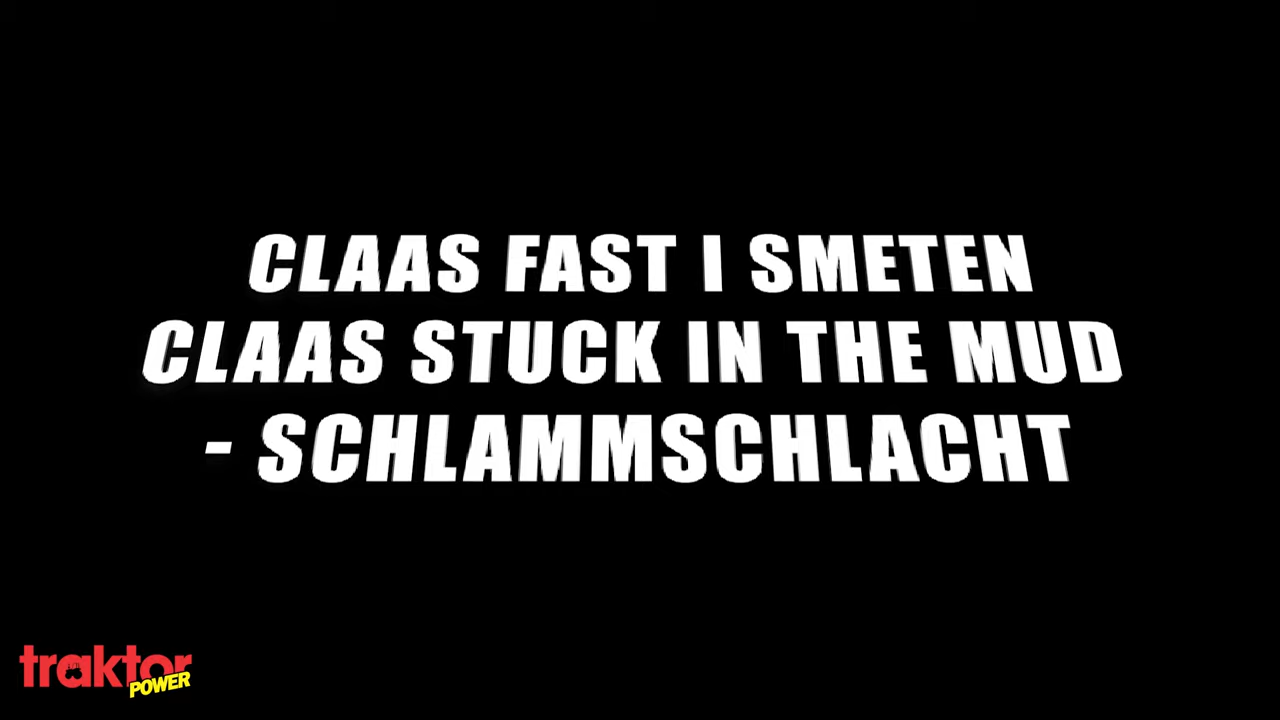 CLAAS FAST I SMETEN
CLAAS STUCK IN THE MUD
- SCHLAMMSCHLACHT
traktor
POWER